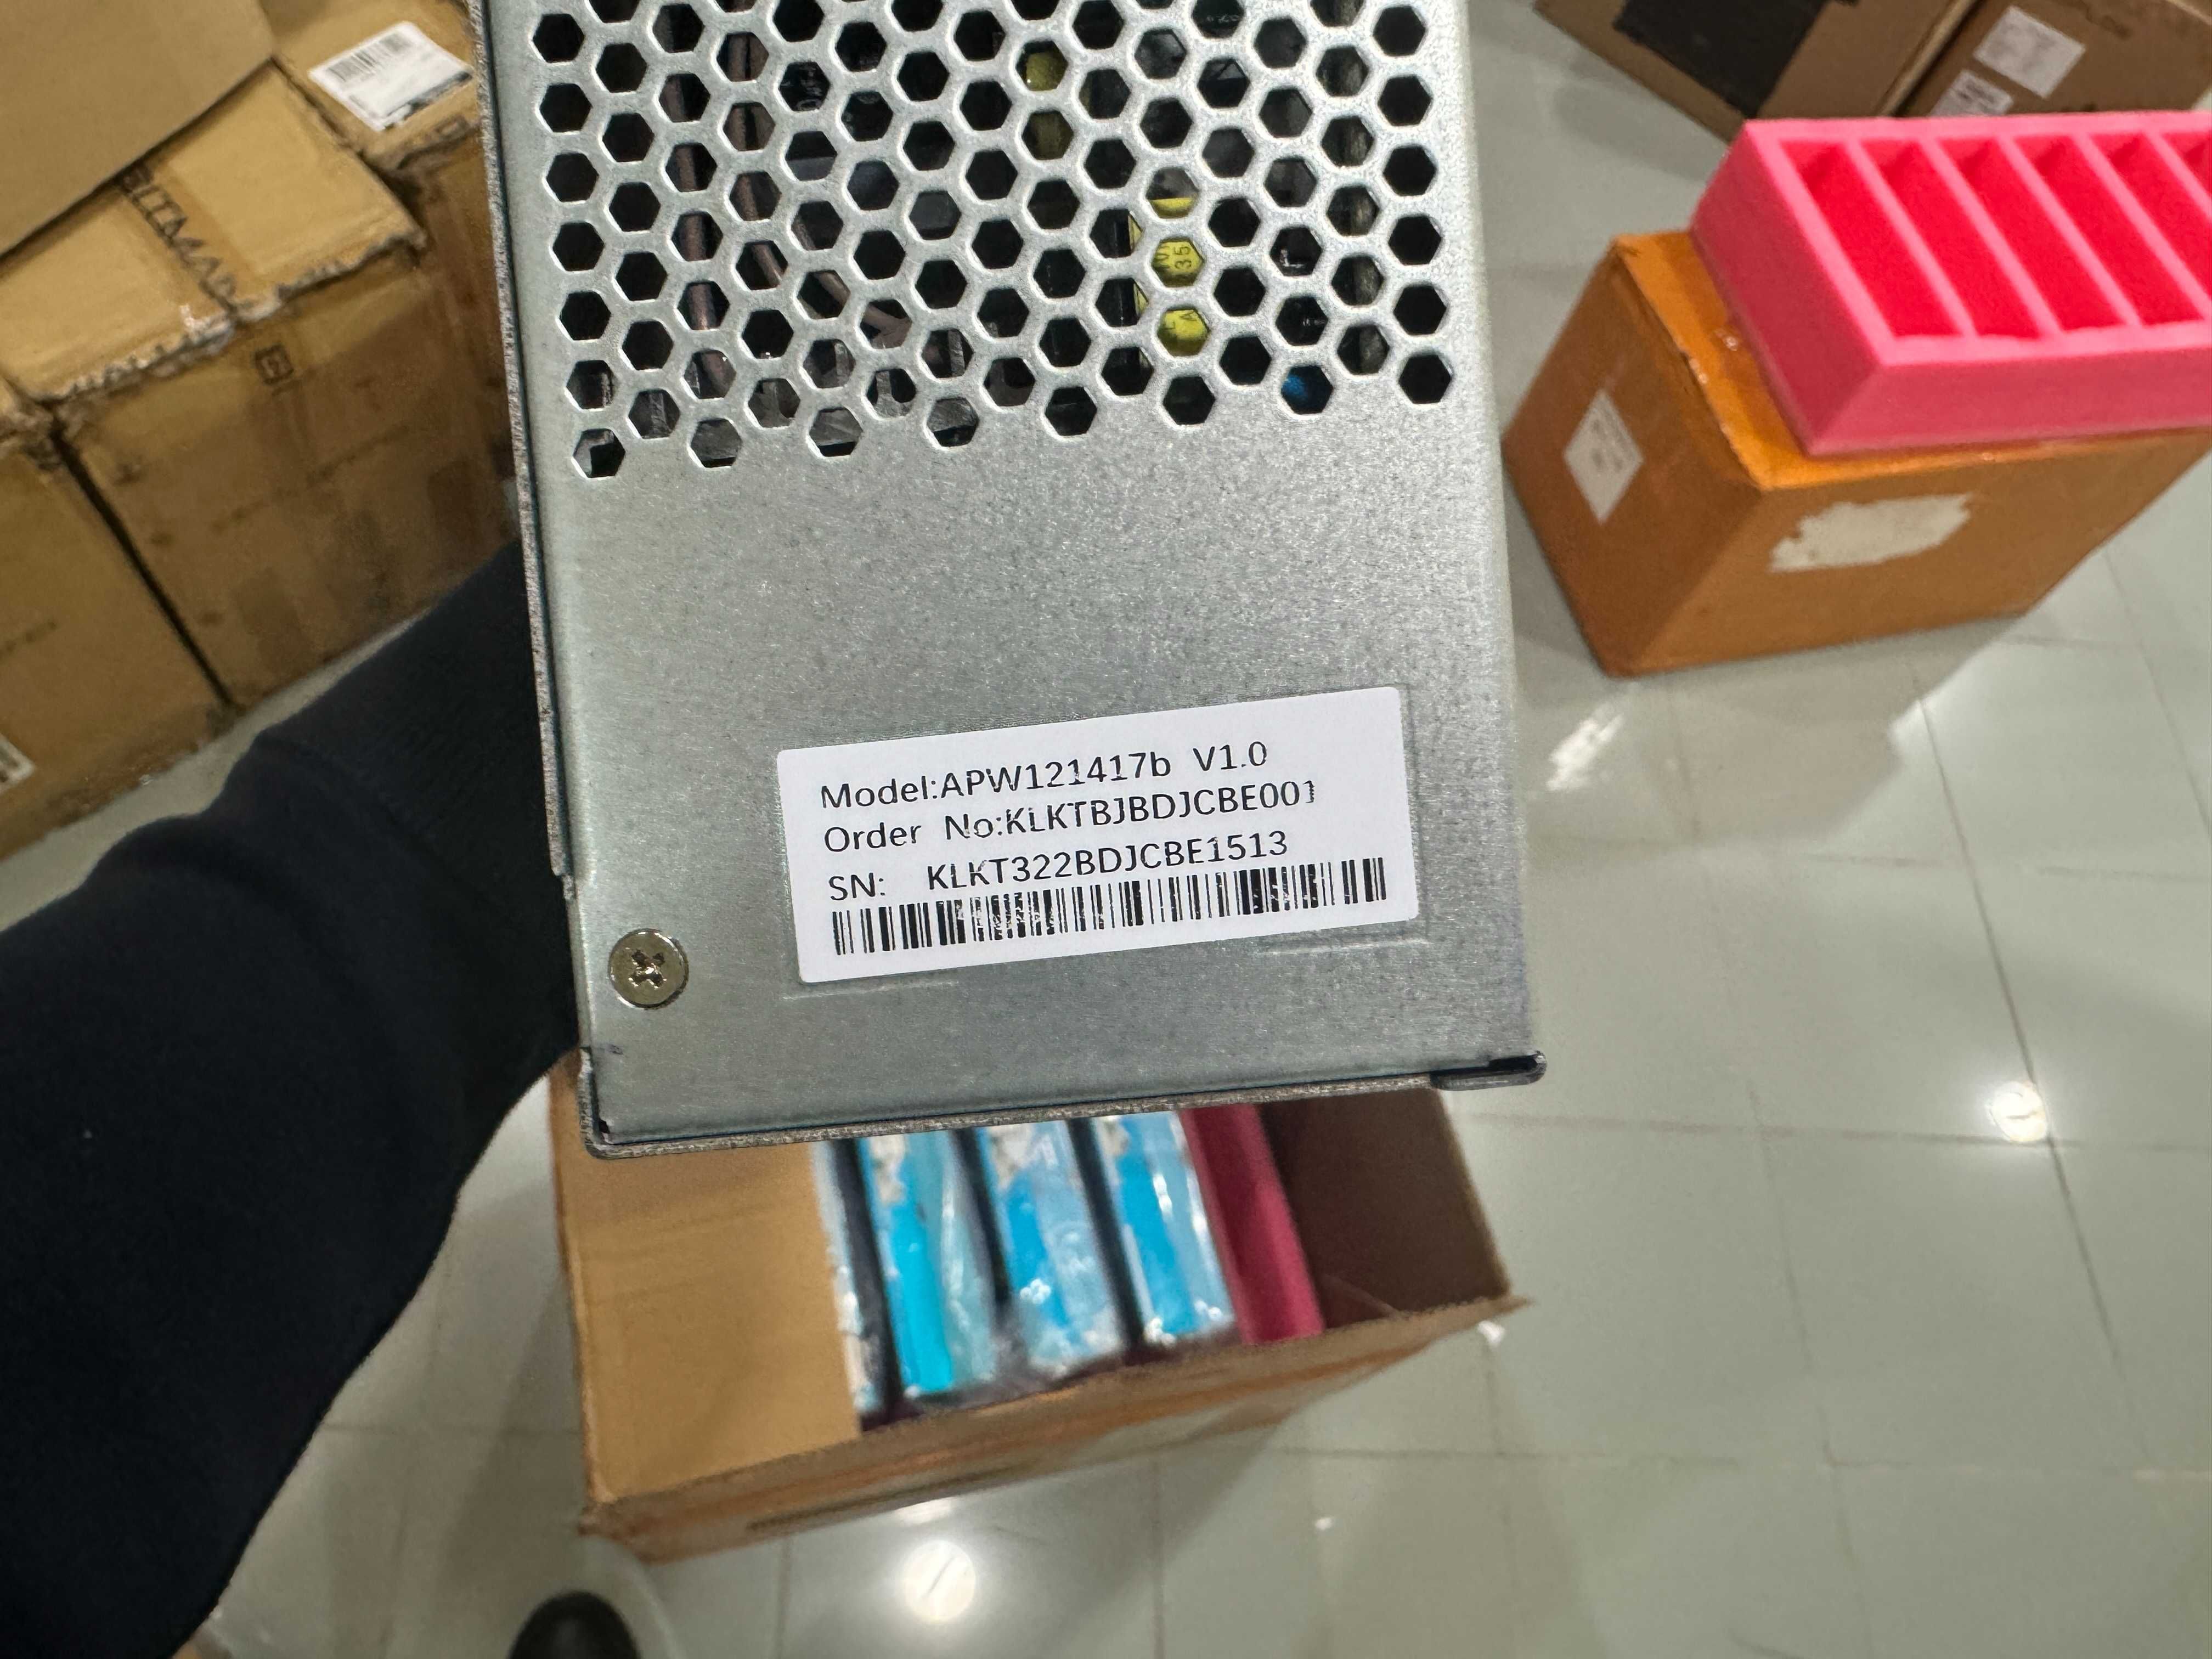 Model:APW121417b V1.0
Order No:KLKTBJBDJCBE001
SN: KLKT322BDJCBE1513